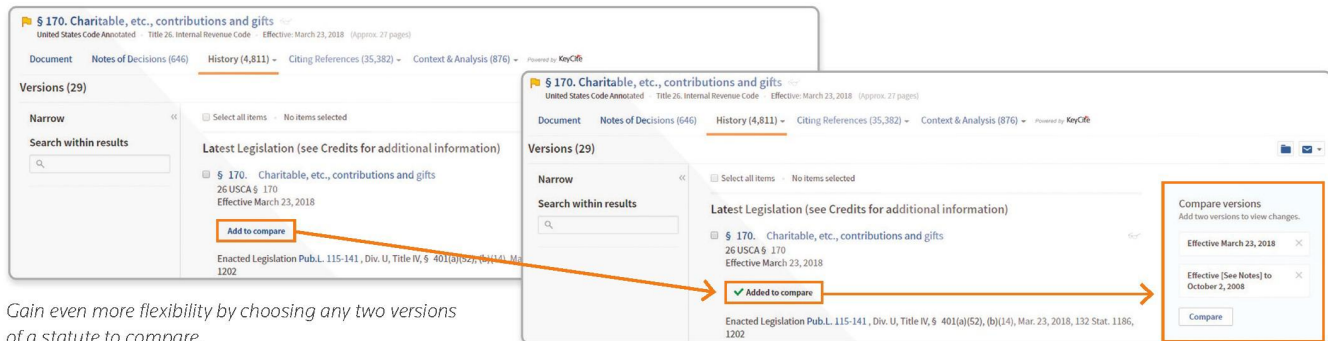 § 170. Charitable, etc., contributions and gifts
United States Code Annotated Title 26. Internal Revenue Code Effective: March 23, 2018 (Approx. 27 pages)
Document Notes of Decisions (646) History (4,811) Citing References (35,382) Context & Analysis (876) Powered by KeyCite
Versions (29)
Narrow
Select all items No items selected
Search within results
Latest Legislation (see Credits for additional information)
§ 170. Charitable, etc., contributions and gifts
26 USCA § 170
Effective March 23, 2018
Add to compare
Enacted Legislation Pub.L. 115-141 , Div. U, Title IV, § 401(a)(52), (b)(14),
1202
Gain even more flexibility by choosing any two versions
of a statute to compare
§ 170. Charitable, etc., contributions and gifts
United States Code Annotated Title 26. Internal Revenue Code Effective: March 23, 2018 (Approx. 27 pages)
Document Notes of Decisions (646) History (4,811) Citing References (35,382) Context & Analysis (876) Powered by KeyCite
Versions (29)
Narrow
Select all items No items selected
Search within results
Latest Legislation (see Credits for additional information)
§ 170. Charitable, etc., contributions and gifts
26 USCA § 170
Effective March 23, 2018
Added to compare
Enacted Legislation Pub.L. 115-141 , Div. U, Title IV, § 401(a)(52), (b)(14), Mar. 23, 2018, 132 Stat. 1186,
1202
Compare versions
Add two versions to view changes.
Effective March 23, 2018
Effective [See Notes] to
October 2, 2008
Compare